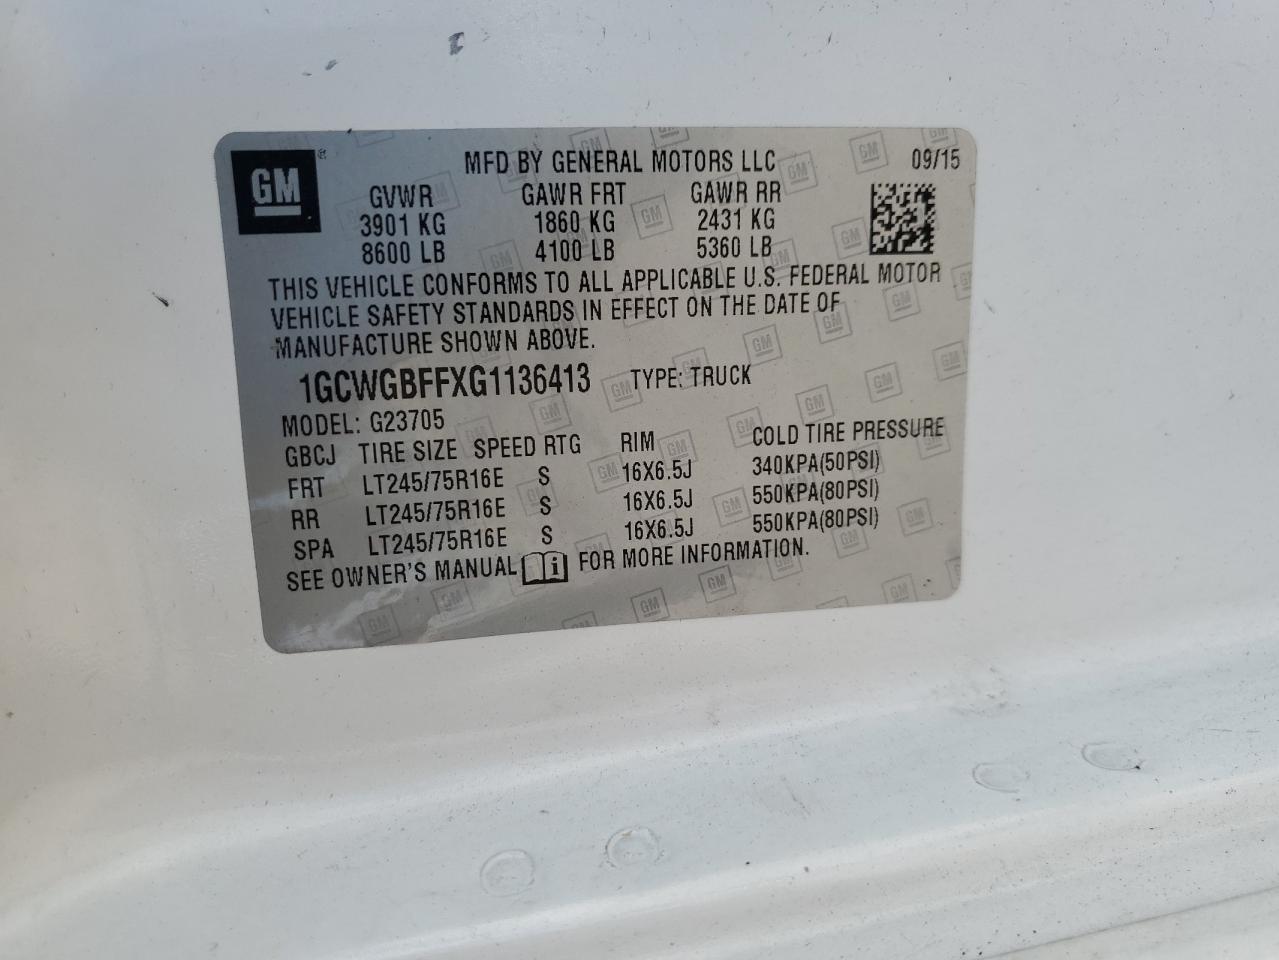 GM®
MFD BY GENERAL MOTORS LLC 09/15
GVWR GAWR FRT GAWR RR
3901 KG 1860 KG 2431 KG
8600 LB 4100 LB 5360 LB
THIS VEHICLE CONFORMS TO ALL APPLICABLE U.S. FEDERAL MOTOR
VEHICLE SAFETY STANDARDS IN EFFECT ON THE DATE OF
MANUFACTURE SHOWN ABOVE.
1GCWGBFFXG1136413 TYPE: TRUCK
MODEL: G23705
GBCJ TIRE SIZE SPEED RTG RIM COLD TIRE PRESSURE
FRT LT245/75R16E S 16X6.5J 340KPA(50PSI)
RR LT245/75R16E S 16X6.5J 550KPA(80PSI)
SPA LT245/75R16E S 16X6.5J 550KPA(80PSI)
SEE OWNER'S MANUAL i FOR MORE INFORMATION.